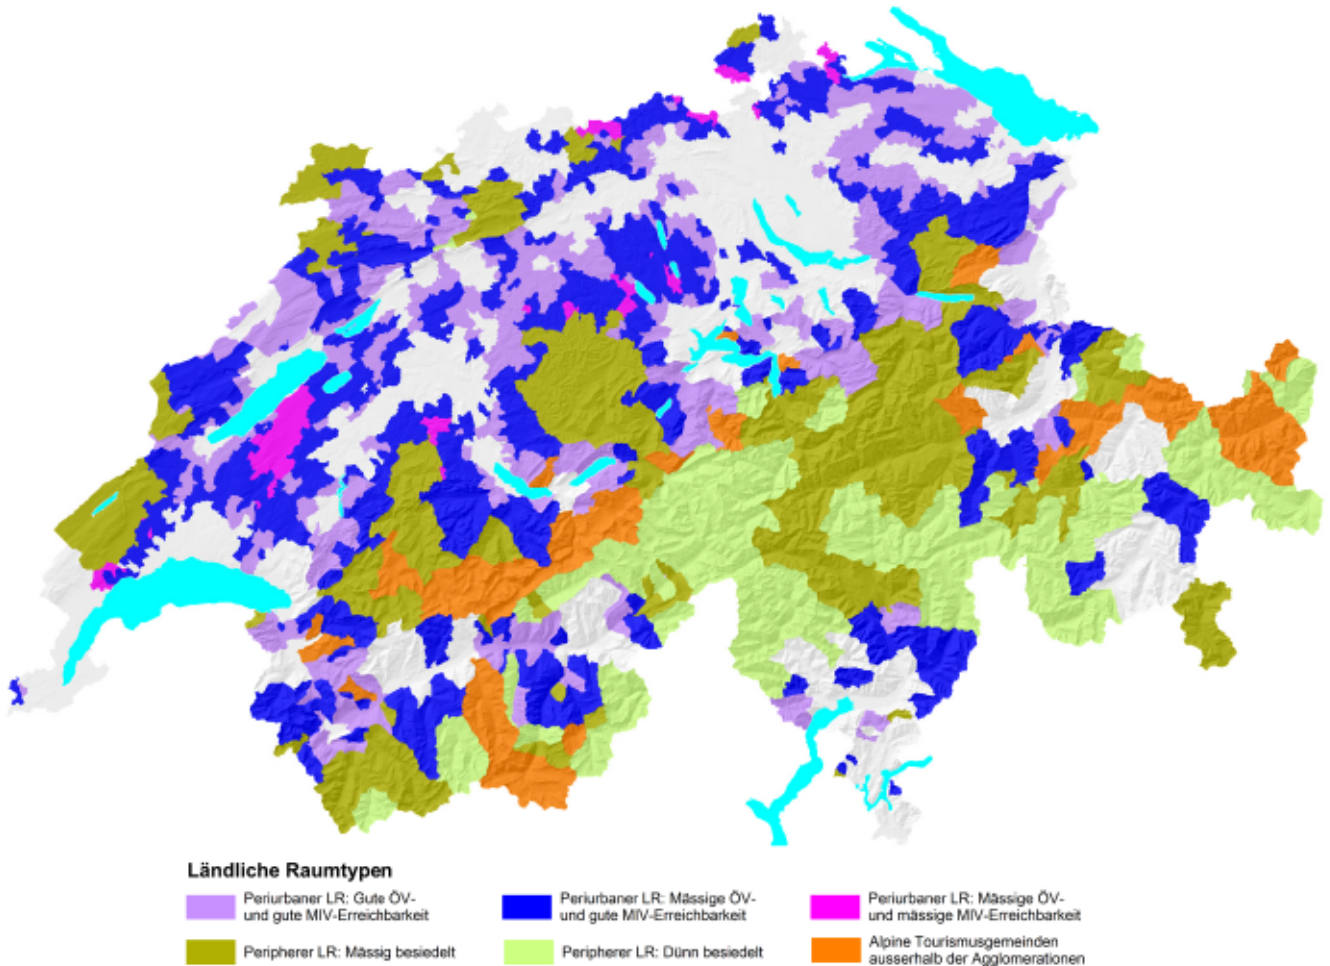 Ländliche Raumtypen
Periurbaner LR: Gute ÖV-
und gute MIV-Erreichbarkeit
Periurbaner LR: Mässige ÖV-
und gute MIV-Erreichbarkeit
Periurbaner LR: Mässige ÖV-
und mässige MIV-Erreichbarkeit
Peripherer LR: Mässig besiedelt
Peripherer LR: Dünn besiedelt
Alpine Tourismusgemeinden
ausserhalb der Agglomerationen